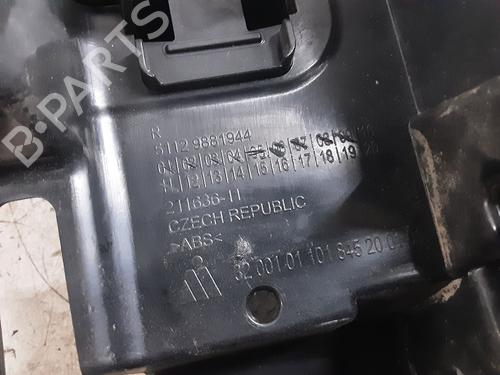 B-PARTS
R
5112 9881944
01 02 03 04 05 06 07 08 09 10
11 12 13 14 15 16 17 18 19 20
211636-11
CZECH REPUBLIC
>ABS<
32 001 01 101 845 20